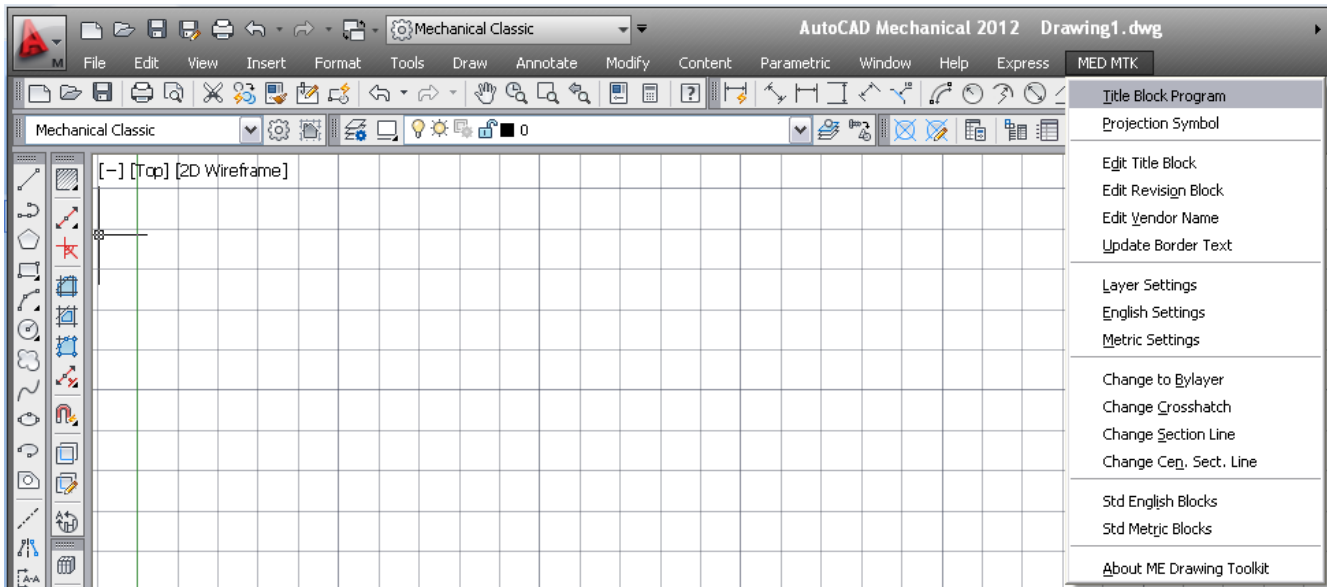 Mechanical Classic
AutoCAD Mechanical 2012 Drawing1.dwg
M
File Edit View Insert Format Tools Draw Annotate Modify Content Parametric Window Help Express MED MTK
Mechanical Classic
0
[−] [Top] [2D Wireframe]
Title Block Program
Projection Symbol
Edit Title Block
Edit Revision Block
Edit Vendor Name
Update Border Text
Layer Settings
English Settings
Metric Settings
Change to Bylayer
Change Crosshatch
Change Section Line
Change Cen. Sect. Line
Std English Blocks
Std Metric Blocks
About ME Drawing Toolkit